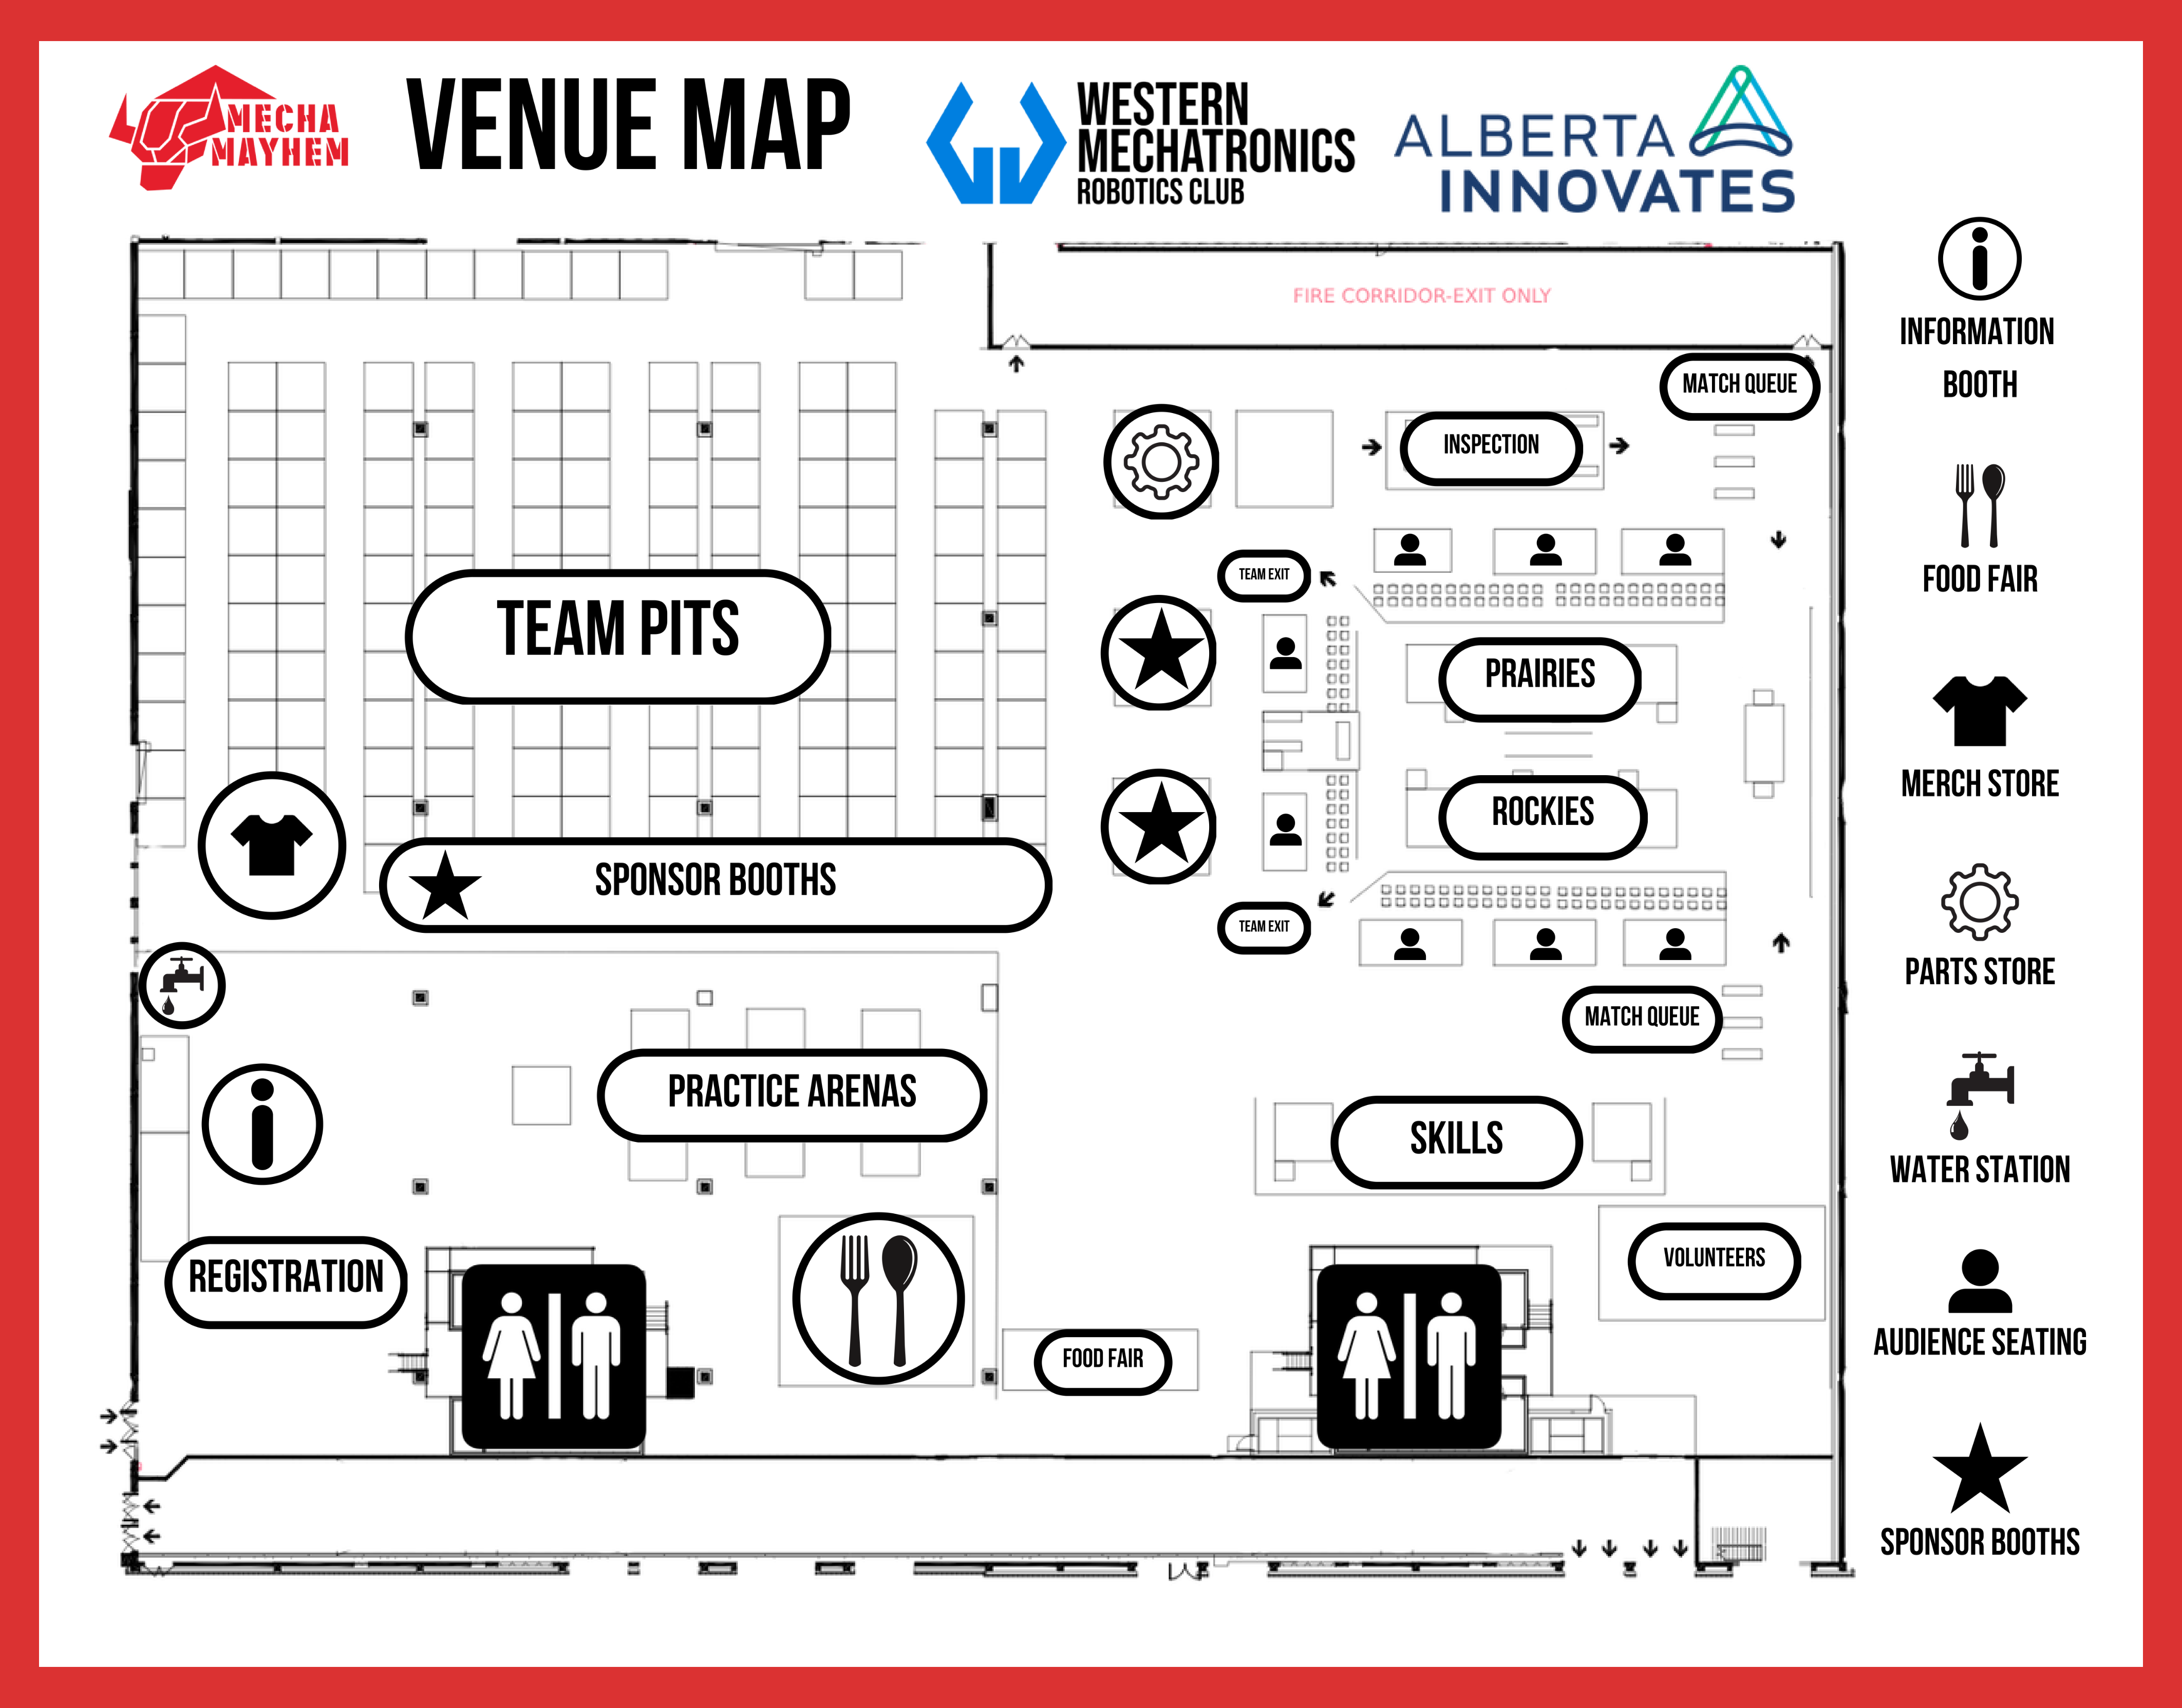 MECHA
MAYHEM
VENUE MAP
WESTERN
MECHATRONICS
ROBOTICS CLUB
ALBERTA
INNOVATES
FIRE CORRIDOR-EXIT ONLY
MATCH QUEUE
INSPECTION
TEAM EXIT
TEAM PITS
PRAIRIES
ROCKIES
SPONSOR BOOTHS
TEAM EXIT
MATCH QUEUE
PRACTICE ARENAS
SKILLS
REGISTRATION
VOLUNTEERS
FOOD FAIR
INFORMATION
BOOTH
FOOD FAIR
MERCH STORE
PARTS STORE
WATER STATION
AUDIENCE SEATING
SPONSOR BOOTHS